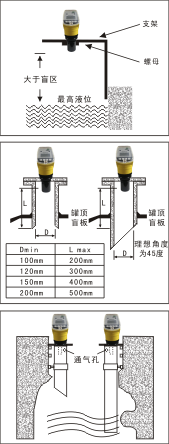 支架
螺母
大于盲区
最高液位
L
L
罐顶
盲板
罐顶
盲板
D
D
理想角度
为45度
Dmin L max
100mm 200mm
120mm 300mm
150mm 400mm
200mm 500mm
通气孔